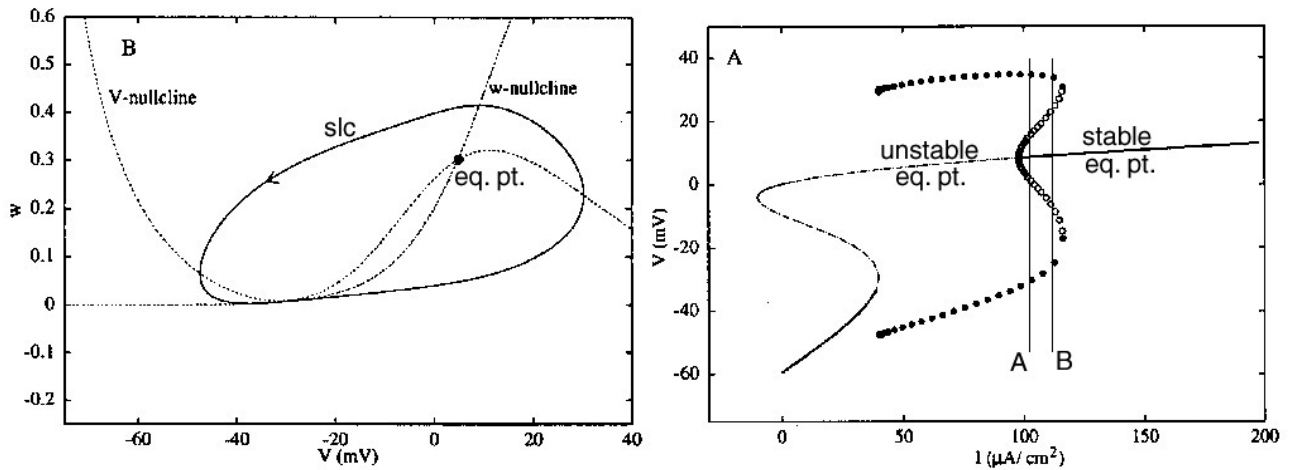 B
0.6
0.5
0.4
0.3
0.2
0.1
0
-0.1
-0.2
w
V-nullcline
w-nullcline
slc
eq. pt.
-60
-40
-20
0
20
40
V (mV)
A
40
20
0
-20
-40
-60
V (mV)
unstable
eq. pt.
stable
eq. pt.
A
B
0
50
100
150
200
I (μA/ cm²)